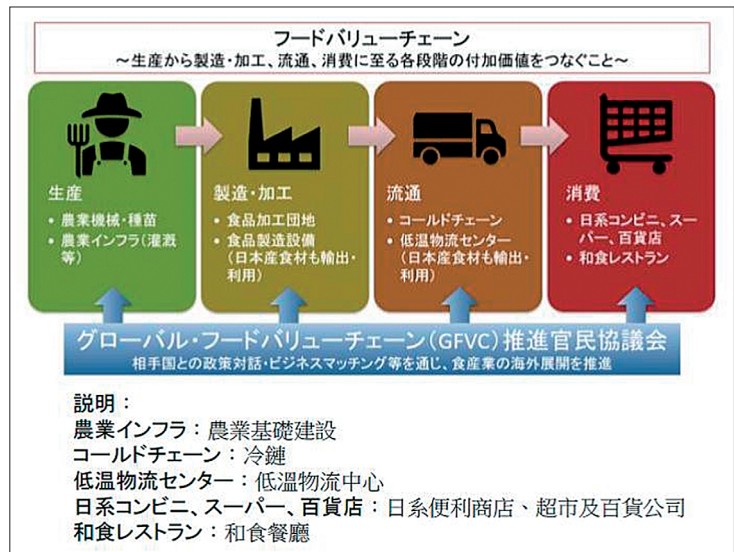 フードバリューチェーン
～生産から製造・加工、流通、消費に至る各段階の付加価値をつなぐこと～
生産
• 農業機械・種苗
• 農業インフラ（灌漑
等）
製造・加工
• 食品加工団地
• 食品製造設備
（日本産食材も輸出・
利用）
流通
• コールドチェーン
• 低温物流センター
（日本産食材も輸出・
利用）
消費
• 日系コンビニ、スー
パー、百貨店
• 和食レストラン
グローバル・フードバリューチェーン（GFVC）推進官民協議会
相手国との政策対話・ビジネスマッチング等を通じ、食産業の海外展開を推進
説明：
農業インフラ：農業基礎建設
コールドチェーン：冷鏈
低温物流センター：低溫物流中心
日系コンビニ、スーパー、百貨店：日系便利商店、超市及百貨公司
和食レストラン：和食餐廳